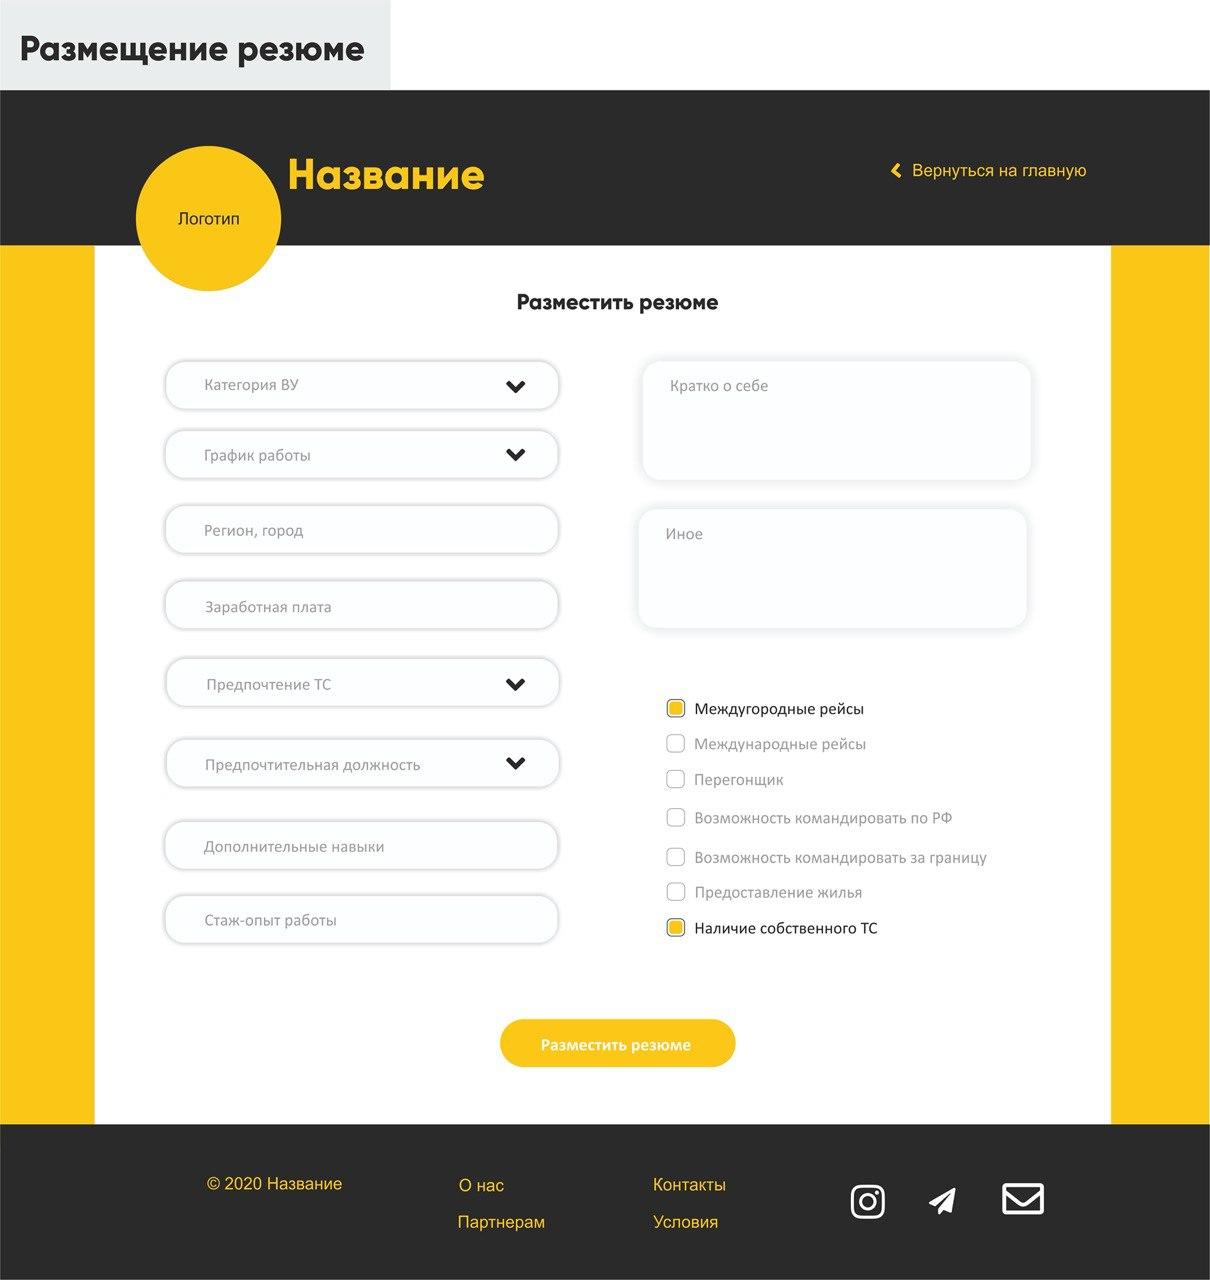 Размещение резюме
Логотип
Название
Вернуться на главную
Разместить резюме
Категория ВУ
График работы
Регион, город
Заработная плата
Предпочтение ТС
Предпочтительная должность
Дополнительные навыки
Стаж-опыт работы
Кратко о себе
Иное
Междугородные рейсы
Международные рейсы
Перегонщик
Возможность командировать по РФ
Возможность командировать за границу
Предоставление жилья
Наличие собственного ТС
Разместить резюме
© 2020 Название
О нас
Партнерам
Контакты
Условия